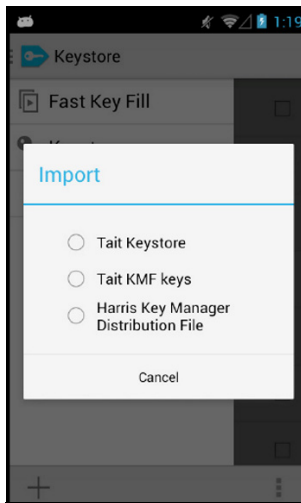 1:19
Keystore
Fast Key Fill
Import
Tait Keystore
Tait KMF keys
Harris Key Manager
Distribution File
Cancel